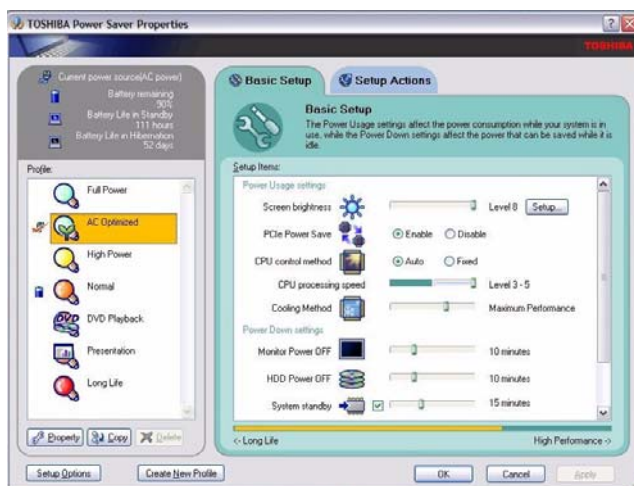 TOSHIBA Power Saver Properties
TOSHIBA
Current power source(AC power)
Battery remaining
90%
Battery Life in Standby
111 hours
Battery Life in Hibernation
52 days
Profile:
Full Power
AC Optimized
High Power
Normal
DVD Playback
Presentation
Long Life
Property
Copy
Delete
Basic Setup
Setup Actions
Basic Setup
The Power Usage settings affect the power consumption while your system is in
use, while the Power Down settings affect the power that can be saved while it is
idle.
Setup Items:
Power Usage settings
Screen brightness Level 8 Setup...
PCIe Power Save Enable Disable
CPU control method Auto Fixed
CPU processing speed Level 3 - 5
Cooling Method Maximum Performance
Power Down settings
Monitor Power OFF 10 minutes
HDD Power OFF 10 minutes
System standby 15 minutes
<- Long Life High Performance ->
Setup Options
Create New Profile
OK
Cancel
Apply